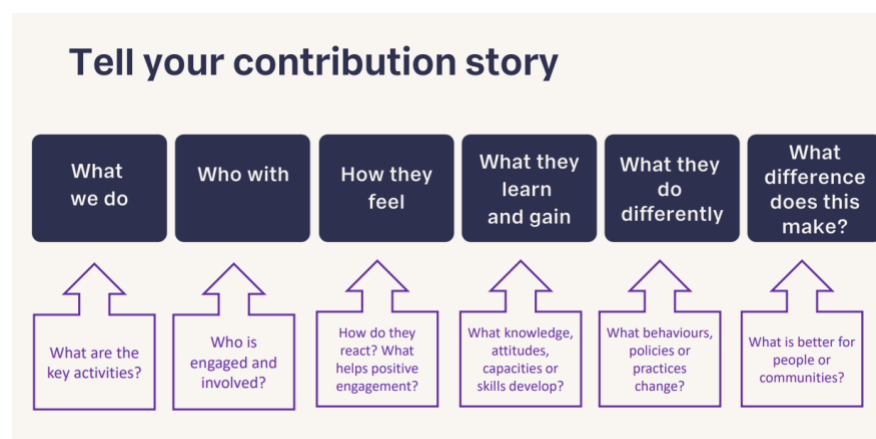 Tell your contribution story
What
we do
Who with
How they
feel
What they
learn
and gain
What they
do
differently
What
difference
does this
make?
What are the
key activities?
Who is
engaged and
involved?
How do they
react? What
helps positive
engagement?
What knowledge,
attitudes,
capacities or
skills develop?
What behaviours,
policies or
practices
change?
What is better for
people or
communities?